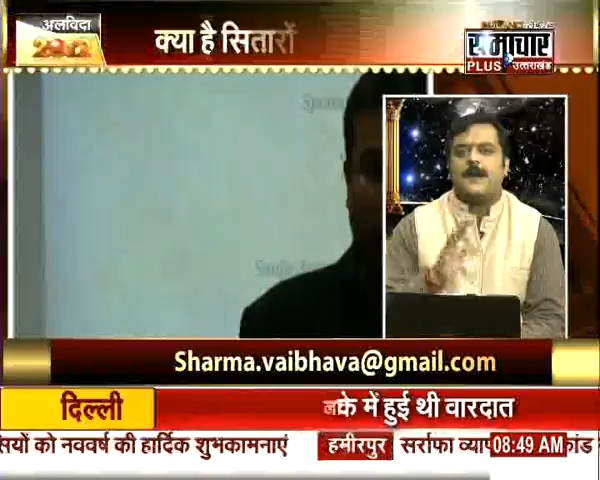 अलविदा
2012
क्या है सितारों
समाचार
PLUS उत्तराखंड
Sharma.vaibhava@gmail.com
दिल्ली
के में हुई थी वारदात
सियों को नववर्ष की हार्दिक शुभकामनाएं
हमीरपुर
सर्राफा
08:49 AM